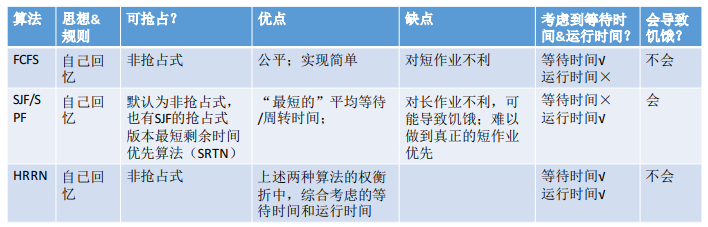 算法 思想& 可抢占? 优点 缺点 考虑到等待时 会导致
规则 间&运行时间? 饥饿?
FCFS 自己回 非抢占式 公平;实现简单 对短作业不利 等待时间√ 不会
忆 运行时间×
SJF/S 自己回 默认为非抢占式, “最短的”平均等待 对长作业不利,可 等待时间× 会
PF 忆 也有SJF的抢占式 /周转时间; 能导致饥饿;难以 运行时间√
版本最短剩余时间 做到真正的短作业
优先算法(SRTN) 优先
HRRN 自己回 非抢占式 上述两种算法的权衡 等待时间√ 不会
忆 折中,综合考虑的等 运行时间√
待时间和运行时间